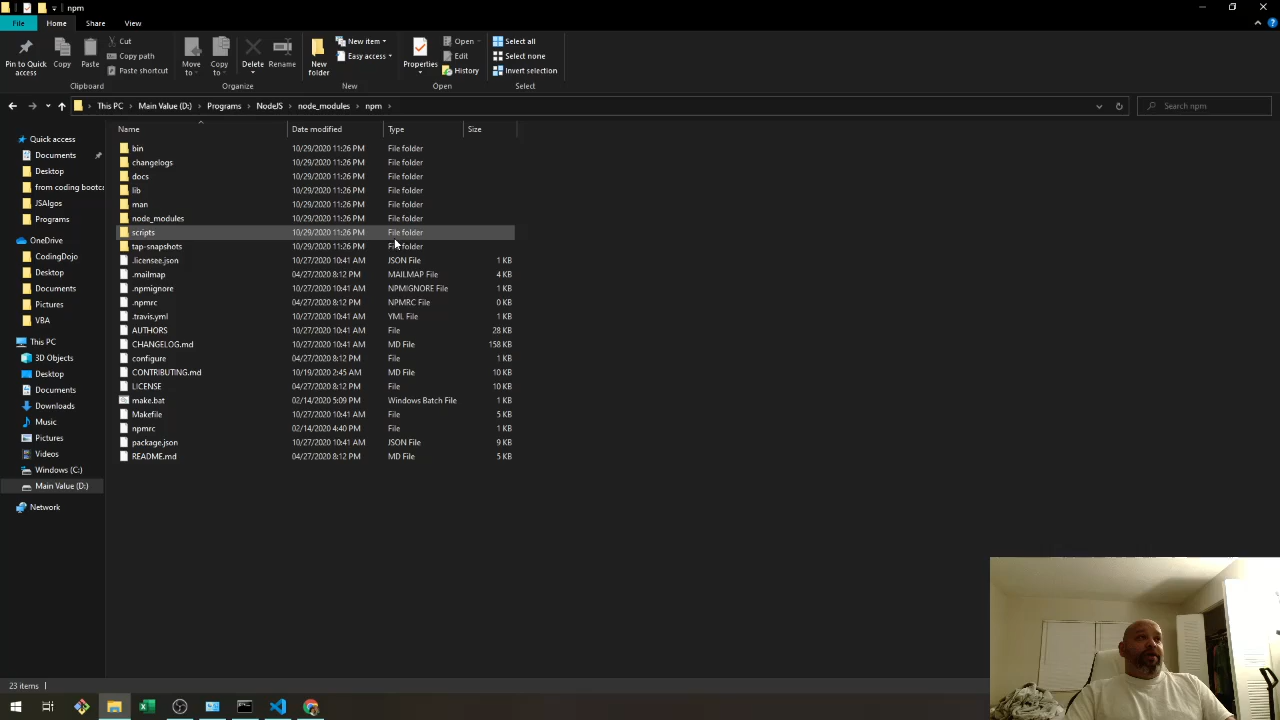 npm
File Home Share View
Pin to Quick access
Copy
Paste
Cut
Copy path
Paste shortcut
Clipboard
Move to
Copy to
Delete
Rename
Organize
New folder
New item
Easy access
New
Properties
Open
Edit
History
Open
Select all
Select none
Invert selection
Select
This PC Main Value (D:) Programs NodeJS node_modules npm
Search npm
Quick access
Documents
Desktop
from coding bootca
JSAlgos
Programs
OneDrive
CodingDojo
Desktop
Documents
Pictures
VBA
This PC
3D Objects
Desktop
Documents
Downloads
Music
Pictures
Videos
Windows (C:)
Main Value (D:)
Network
Name Date modified Type Size
bin 10/29/2020 11:26 PM File folder
changelogs 10/29/2020 11:26 PM File folder
docs 10/29/2020 11:26 PM File folder
lib 10/29/2020 11:26 PM File folder
man 10/29/2020 11:26 PM File folder
node_modules 10/29/2020 11:26 PM File folder
scripts 10/29/2020 11:26 PM File folder
tap-snapshots 10/29/2020 11:26 PM File folder
.licensee.json 10/27/2020 10:41 AM JSON File 1 KB
.mailmap 04/27/2020 8:12 PM MAILMAP File 4 KB
.npmignore 10/27/2020 10:41 AM NPMIGNORE File 1 KB
.npmrc 04/27/2020 8:12 PM NPMRC File 0 KB
.travis.yml 10/27/2020 10:41 AM YML File 1 KB
AUTHORS 10/27/2020 10:41 AM File 28 KB
CHANGELOG.md 10/27/2020 10:41 AM MD File 158 KB
configure 04/27/2020 8:12 PM File 1 KB
CONTRIBUTING.md 10/19/2020 2:45 AM MD File 10 KB
LICENSE 04/27/2020 8:12 PM File 10 KB
make.bat 02/14/2020 5:09 PM Windows Batch File 1 KB
Makefile 10/27/2020 10:41 AM File 5 KB
npmrc 02/14/2020 4:40 PM File 1 KB
package.json 10/27/2020 10:41 AM JSON File 9 KB
README.md 04/27/2020 8:12 PM MD File 5 KB
23 items